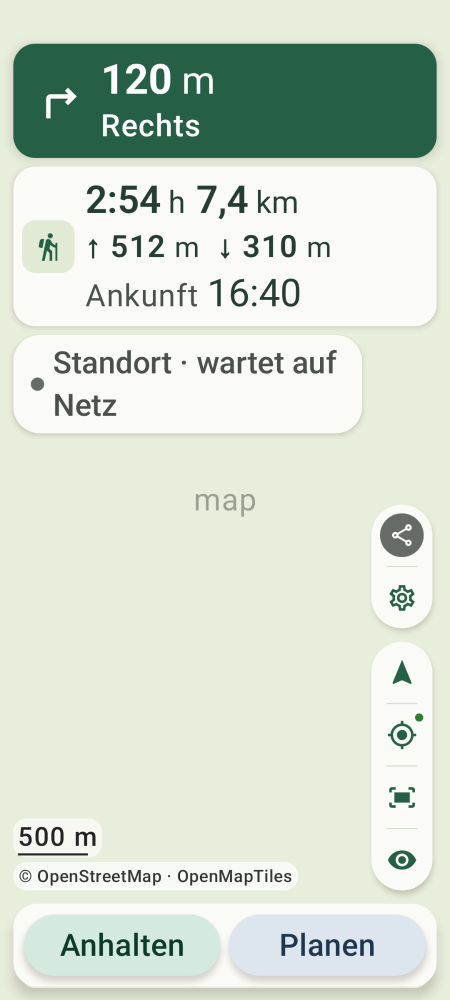 120 m
Rechts
2:54 h 7,4 km
↑ 512 m ↓ 310 m
Ankunft 16:40
Standort · wartet auf
Netz
map
500 m
© OpenStreetMap · OpenMapTiles
Anhalten
Planen